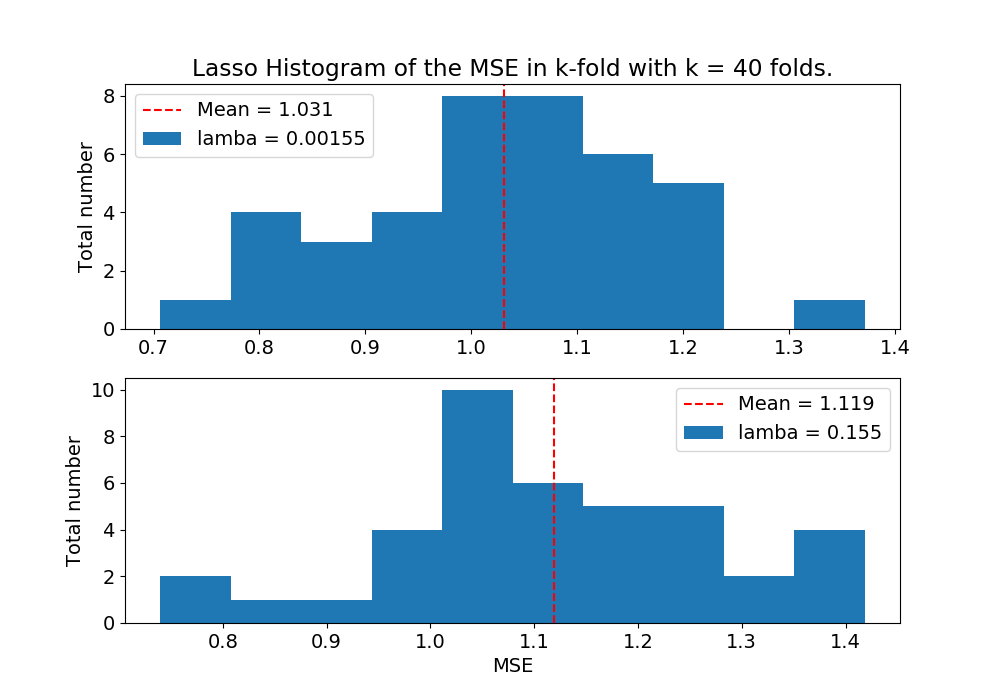 Lasso Histogram of the MSE in k-fold with k = 40 folds.
Mean = 1.031
lamba = 0.00155
Total number
8
6
4
2
0
0.7 0.8 0.9 1.0 1.1 1.2 1.3 1.4
Mean = 1.119
lamba = 0.155
Total number
10
8
6
4
2
0
0.8 0.9 1.0 1.1 1.2 1.3 1.4
MSE